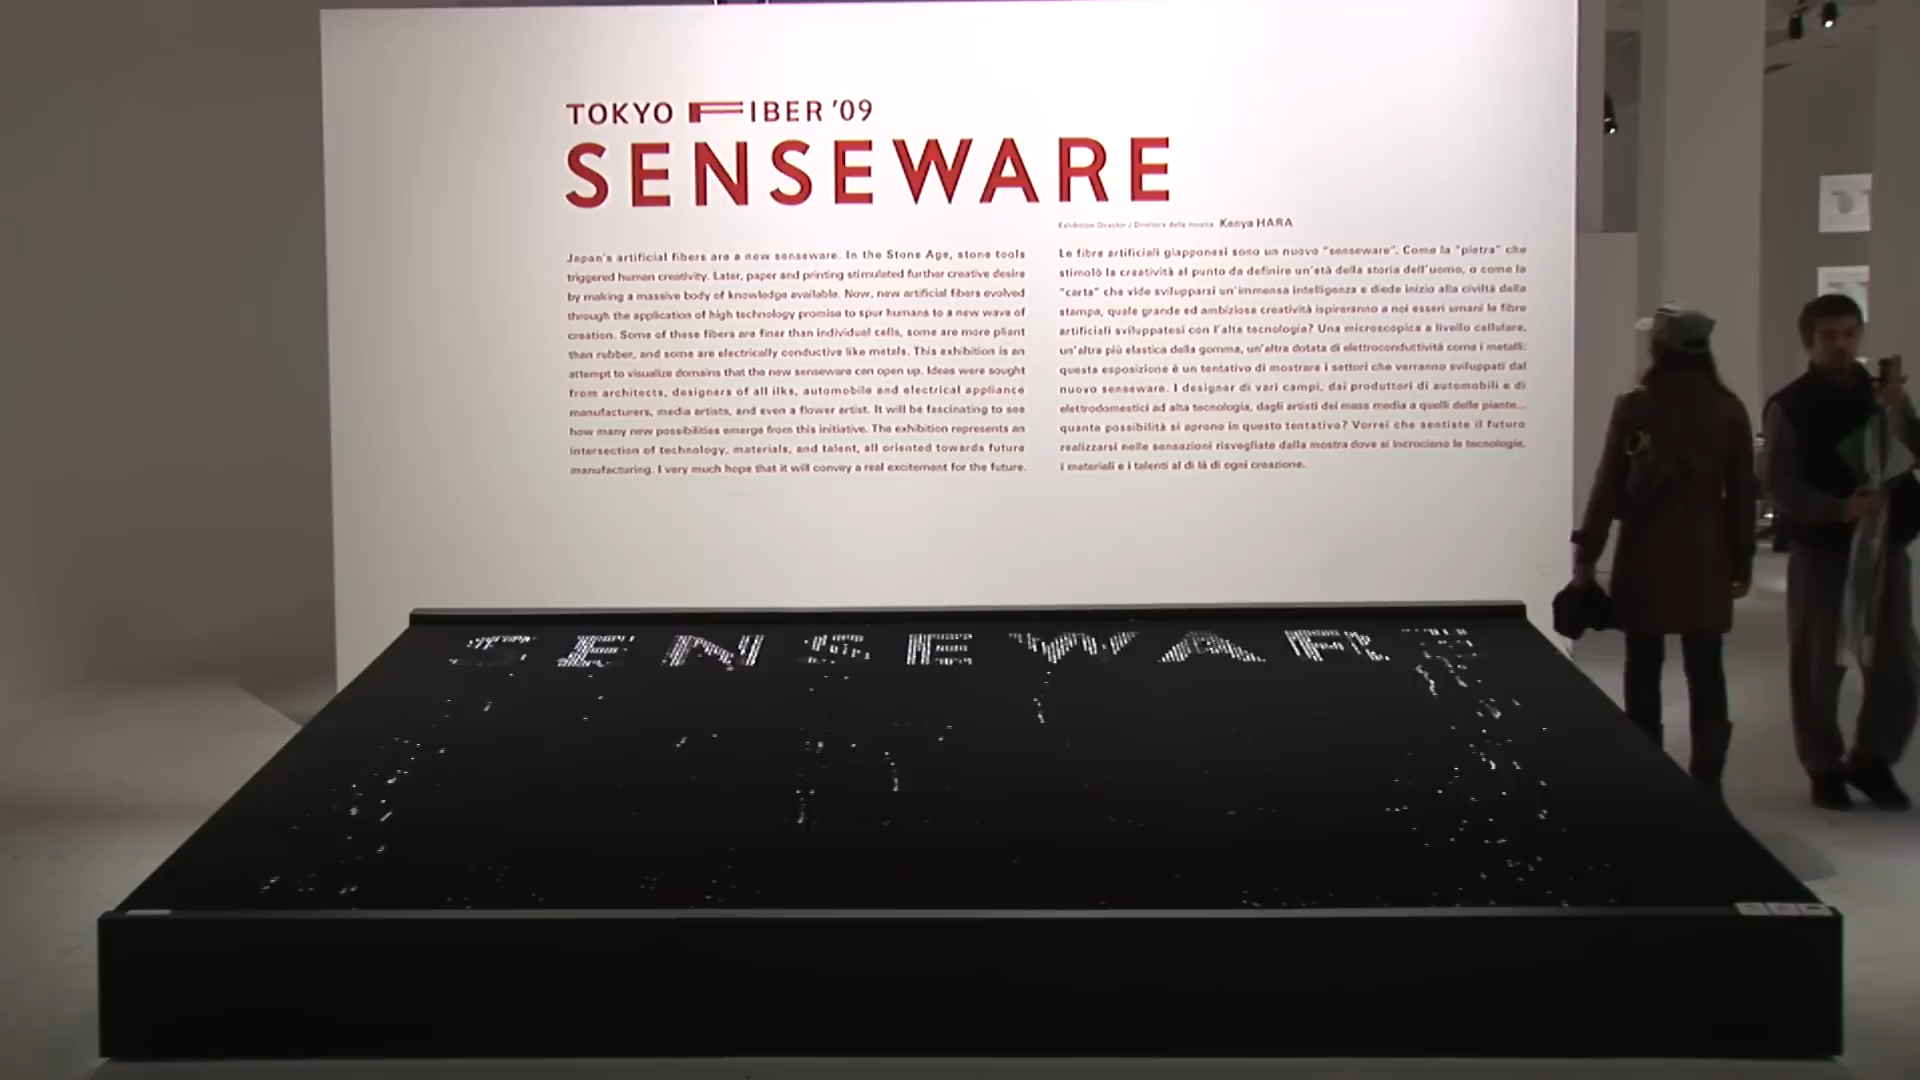 TOKYO FIBER '09
SENSEWARE
Exhibition Director / Direttore della mostra Kenya HARA
Japan's artificial fibers are a new senseware. In the Stone Age, stone tools
triggered human creativity. Later, paper and printing stimulated further creative desire
by making a massive body of knowledge available. Now, new artificial fibers evolved
through the application of high technology promise to spur humans to a new wave of
creation. Some of these fibers are finer than individual cells, some are more pliant
than rubber, and some are electrically conductive like metals. This exhibition is an
attempt to visualize domains that the new senseware can open up. Ideas were sought
from architects, designers of all ilks, automobile and electrical appliance
manufacturers, media artists, and even a flower artist. It will be fascinating to see
how many new possibilities emerge from this initiative. The exhibition represents an
intersection of technology, materials, and talent, all oriented towards future
manufacturing. I very much hope that it will convey a real excitement for the future.
Le fibre artificiali giapponesi sono un nuovo "senseware". Come la "pietra" che
stimolò la creatività al punto da definire un'età della storia dell'uomo, o come la
"carta" che vide svilupparsi un'immensa intelligenza e diede inizio alla civiltà della
stampa, quale grande ed ambiziosa creatività ispireranno a noi esseri umani le fibre
artificiali sviluppatesi con l'alta tecnologia? Una microscopica a livello cellulare,
un'altra più elastica della gomma, un'altra dotata di elettroconduttività come i metalli:
questa esposizione è un tentativo di mostrare i settori che verranno sviluppati dal
nuovo senseware. I designer di vari campi, dai produttori di automobili e di
elettrodomestici ad alta tecnologia, dagli artisti dei mass media a quelli delle piante...
quante possibilità si aprono in questo tentativo? Vorrei che sentiste il futuro
realizzarsi nelle sensazioni risvegliate dalla mostra dove si incrociano le tecnologie,
i materiali e i talenti al di là di ogni creazione.
SENSEWARE